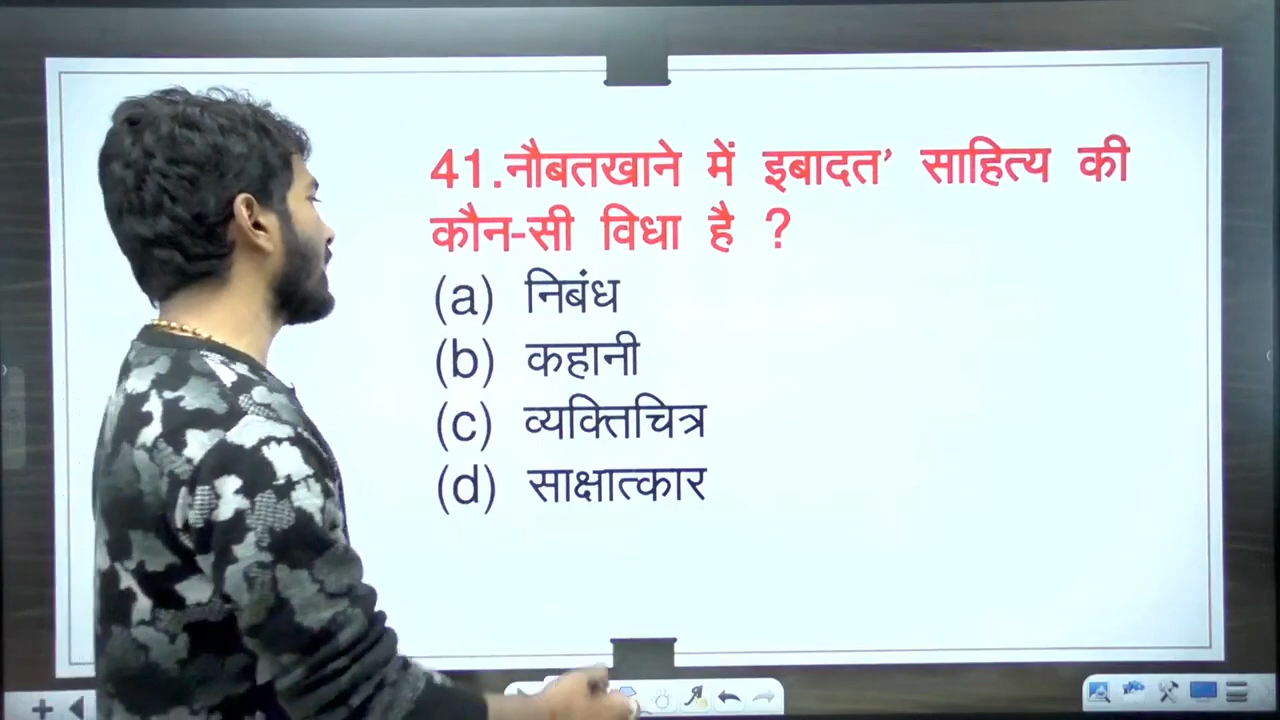 41.नौबतखाने में इबादत’ साहित्य की
कौन-सी विधा है ?
(a) निबंध
(b) कहानी
(c) व्यक्तिचित्र
(d) साक्षात्कार